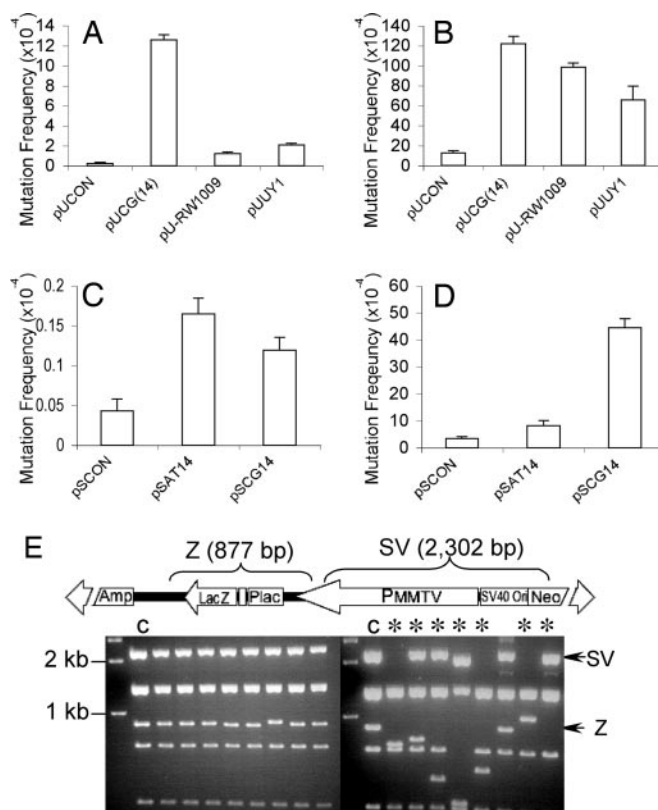 A
Mutation Frequency (x10⁻⁴)
14
12
10
8
6
4
2
0
pUCON
pUCG(14)
pU-RW1009
pUUY1
B
Mutation Frequency (x10⁻⁴)
140
120
100
80
60
40
20
0
pUCON
pUCG(14)
pU-RW1009
pUUY1
C
Mutation Frequency (x10⁻⁴)
0.2
0.15
0.1
0.05
0
pSCON
pSAT14
pSCG14
D
Mutation Freqeuncy (x10⁻⁴)
60
50
40
30
20
10
0
pSCON
pSAT14
pSCG14
E
Z (877 bp) SV (2,302 bp)
Amp LacZ Plac PMMTV SV40 Ori Neo
C C * * * * * * *
2 kb SV
1 kb Z